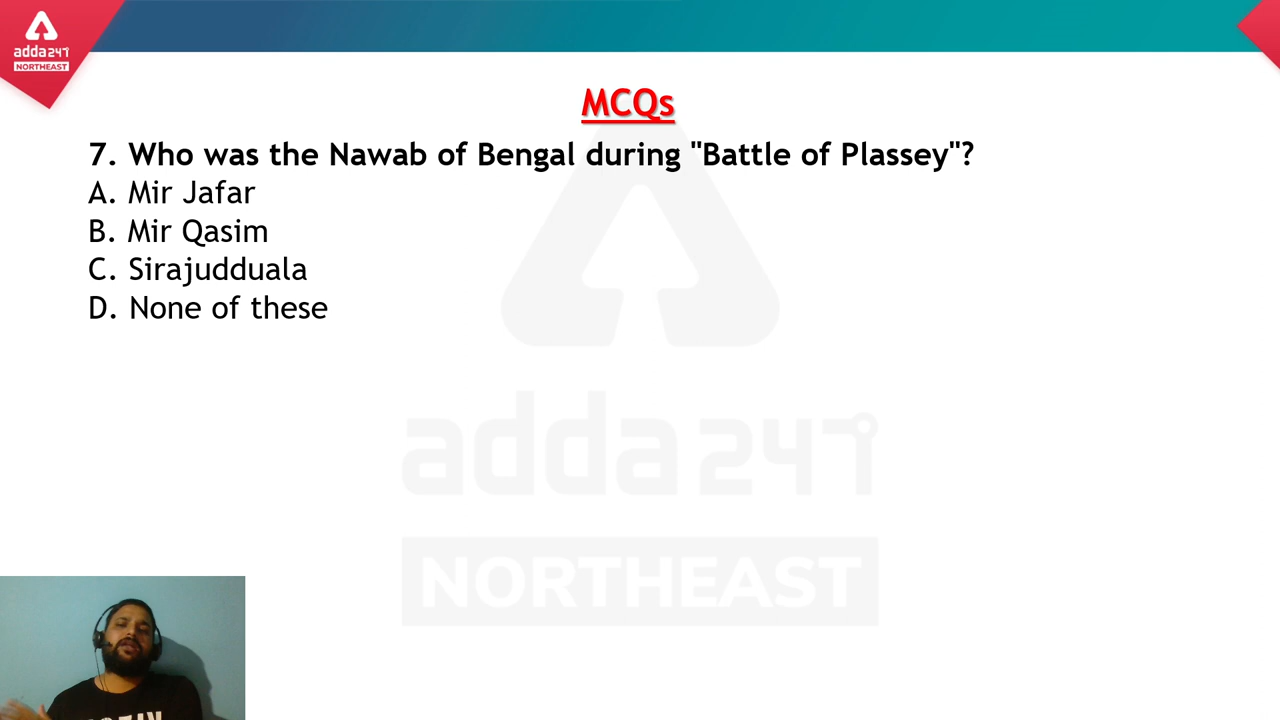 adda247
NORTHEAST
MCQs
7. Who was the Nawab of Bengal during "Battle of Plassey"?
A. Mir Jafar
B. Mir Qasim
C. Sirajudduala
D. None of these
adda247
NORTHEAST